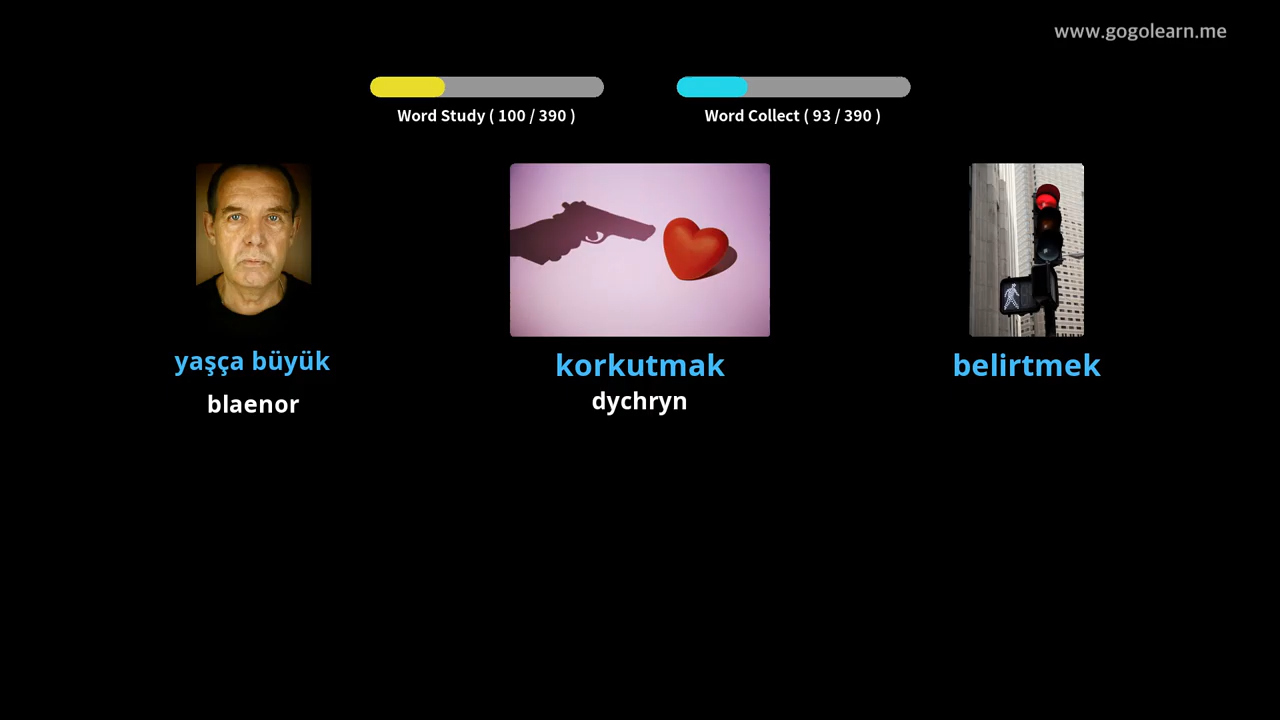 www.gogolearn.me
Word Study ( 100 / 390 )
Word Collect ( 93 / 390 )
yaşça büyük
korkutmak
belirtmek
blaenor
dychryn